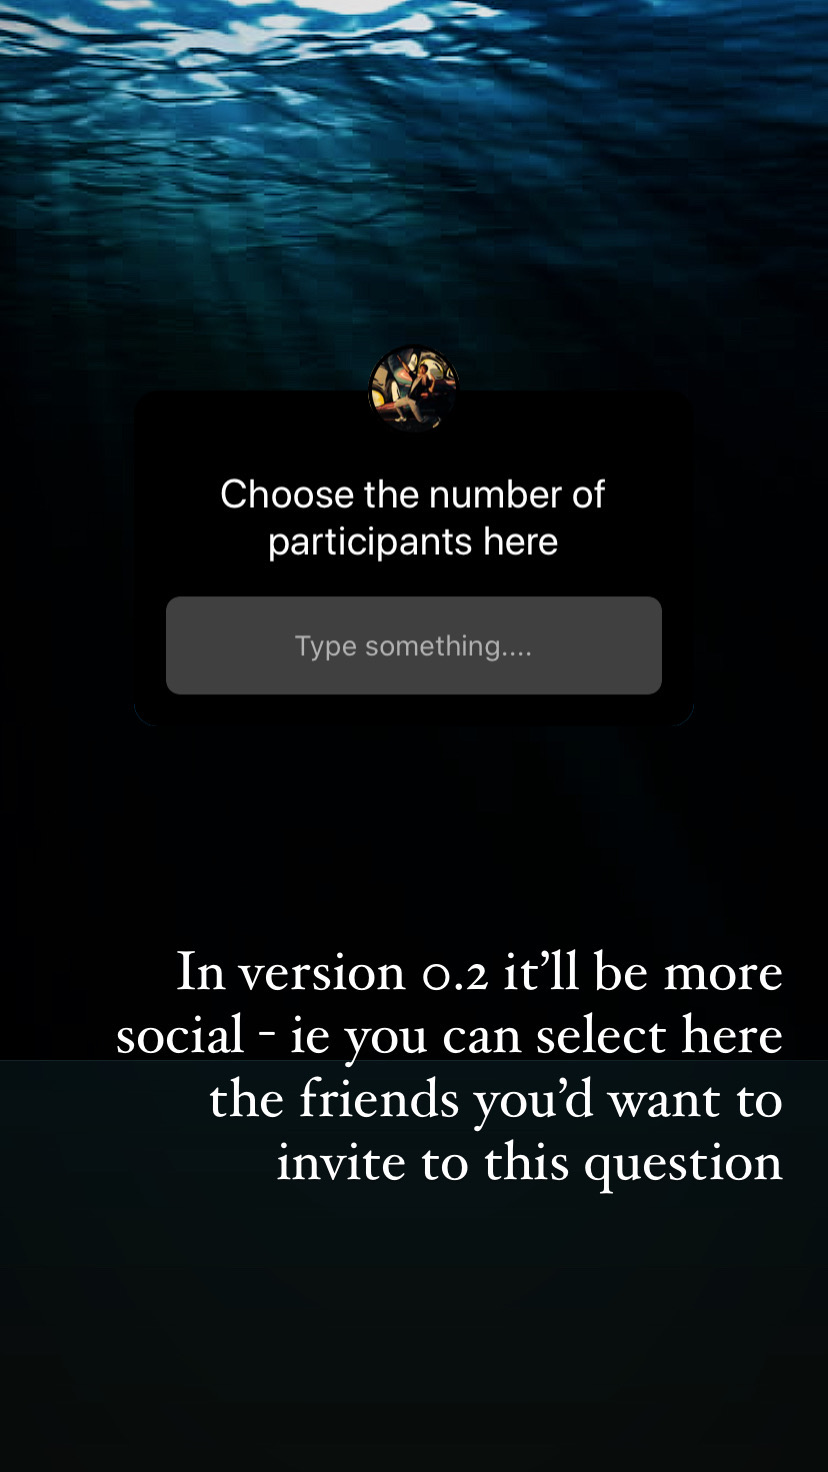 Choose the number of
participants here
Type something....
In version 0.2 it’ll be more
social - ie you can select here
the friends you’d want to
invite to this question